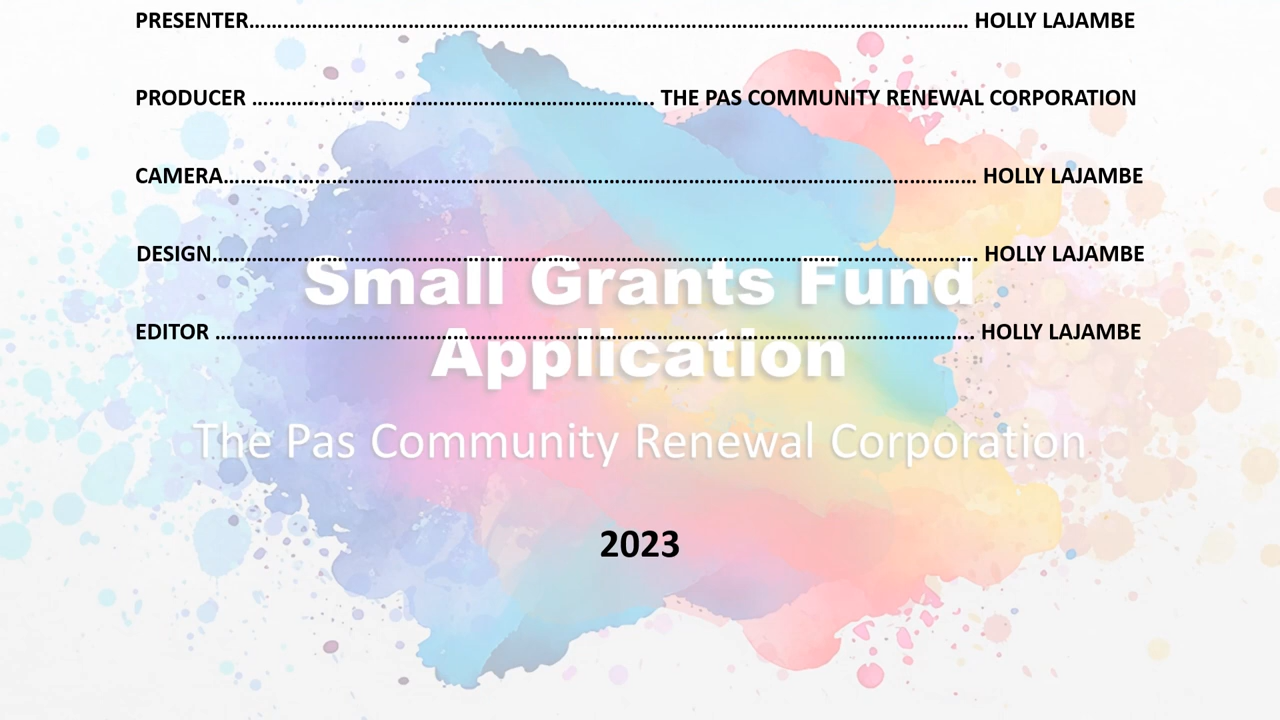 PRESENTER.......................................................................................................................... HOLLY LAJAMBE
PRODUCER ..................................................................... THE PAS COMMUNITY RENEWAL CORPORATION
CAMERA................................................................................................................................ HOLLY LAJAMBE
DESIGN.................................................................................................................................. HOLLY LAJAMBE
Small Grants Fund
EDITOR ................................................................................................................................. HOLLY LAJAMBE
Application
The Pas Community Renewal Corporation
2023